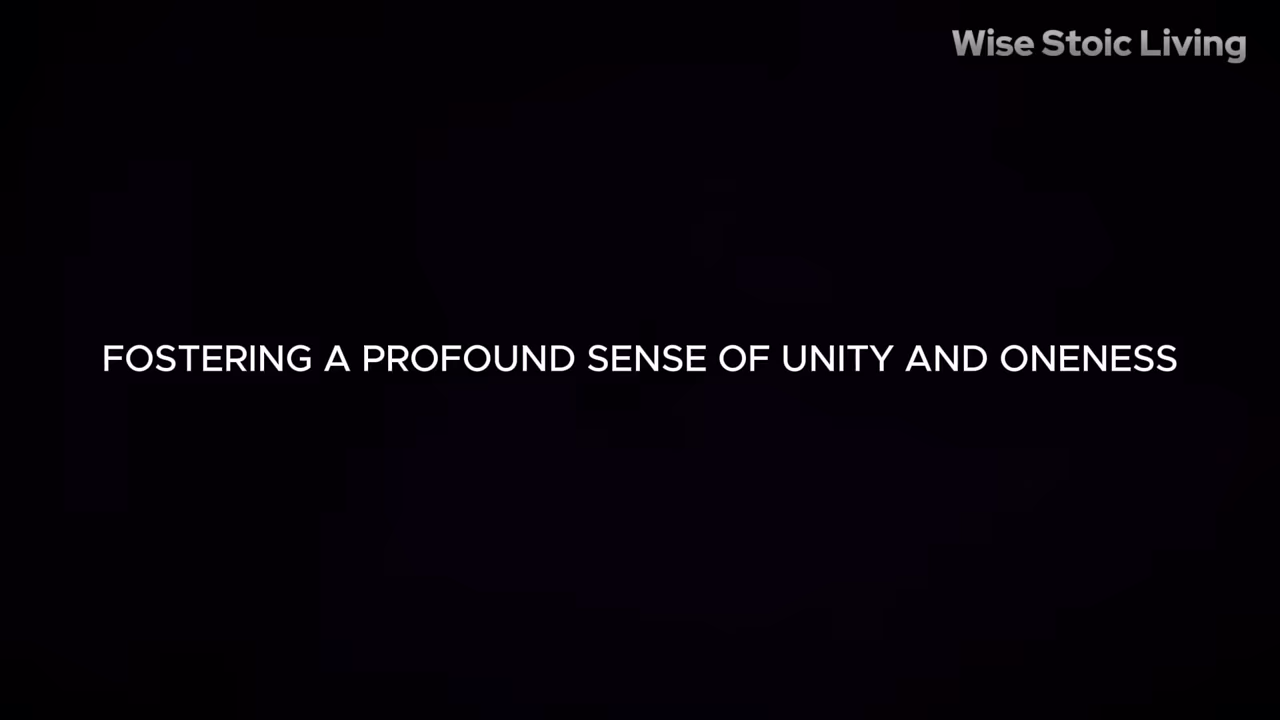 Wise Stoic Living
FOSTERING A PROFOUND SENSE OF UNITY AND ONENESS